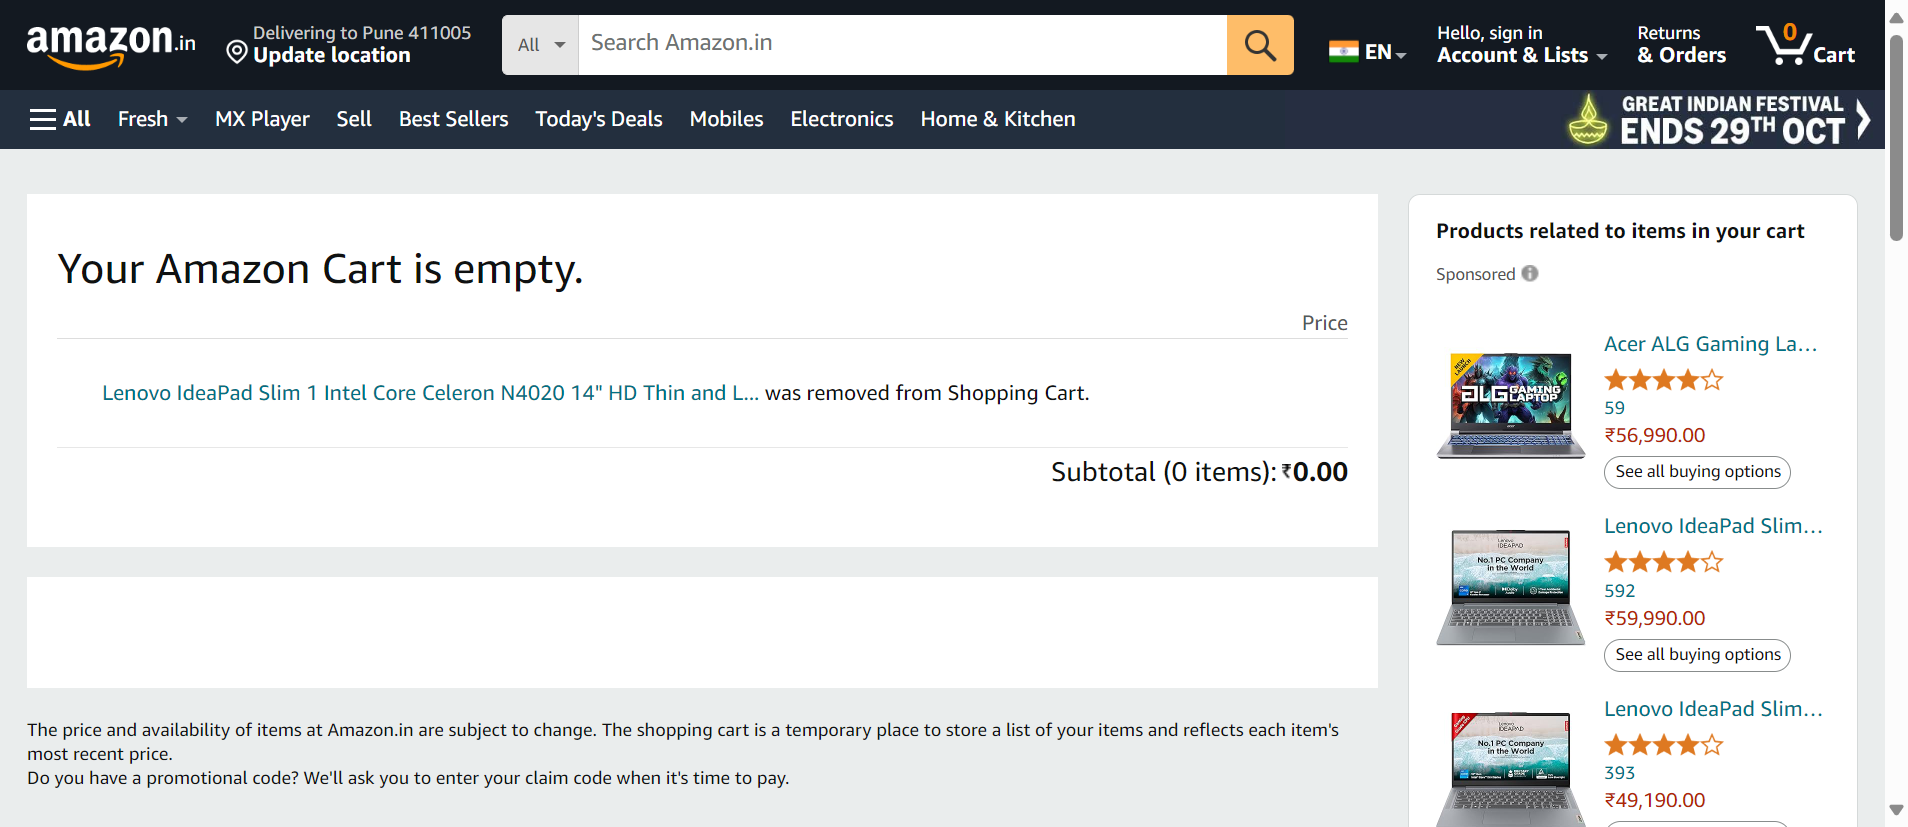 amazon.in
Delivering to Pune 411005
Update location
All
Search Amazon.in
EN
Hello, sign in
Account & Lists
Returns
& Orders
0
Cart
All
Fresh
MX Player
Sell
Best Sellers
Today's Deals
Mobiles
Electronics
Home & Kitchen
GREAT INDIAN FESTIVAL
ENDS 29TH OCT
Your Amazon Cart is empty.
Price
Lenovo IdeaPad Slim 1 Intel Core Celeron N4020 14" HD Thin and L... was removed from Shopping Cart.
Subtotal (0 items): ₹0.00
The price and availability of items at Amazon.in are subject to change. The shopping cart is a temporary place to store a list of your items and reflects each item's
most recent price.
Do you have a promotional code? We'll ask you to enter your claim code when it's time to pay.
Products related to items in your cart
Sponsored
NEW LAUNCH
ALG GAMING
LAPTOP
acer
Acer ALG Gaming La…
59
₹56,990.00
See all buying options
Lenovo
IDEAPAD
No.1 PC Company
in the World
Lenovo IdeaPad Slim…
592
₹59,990.00
See all buying options
Lenovo
IDEAPAD
No.1 PC Company
in the World
Lenovo IdeaPad Slim…
393
₹49,190.00